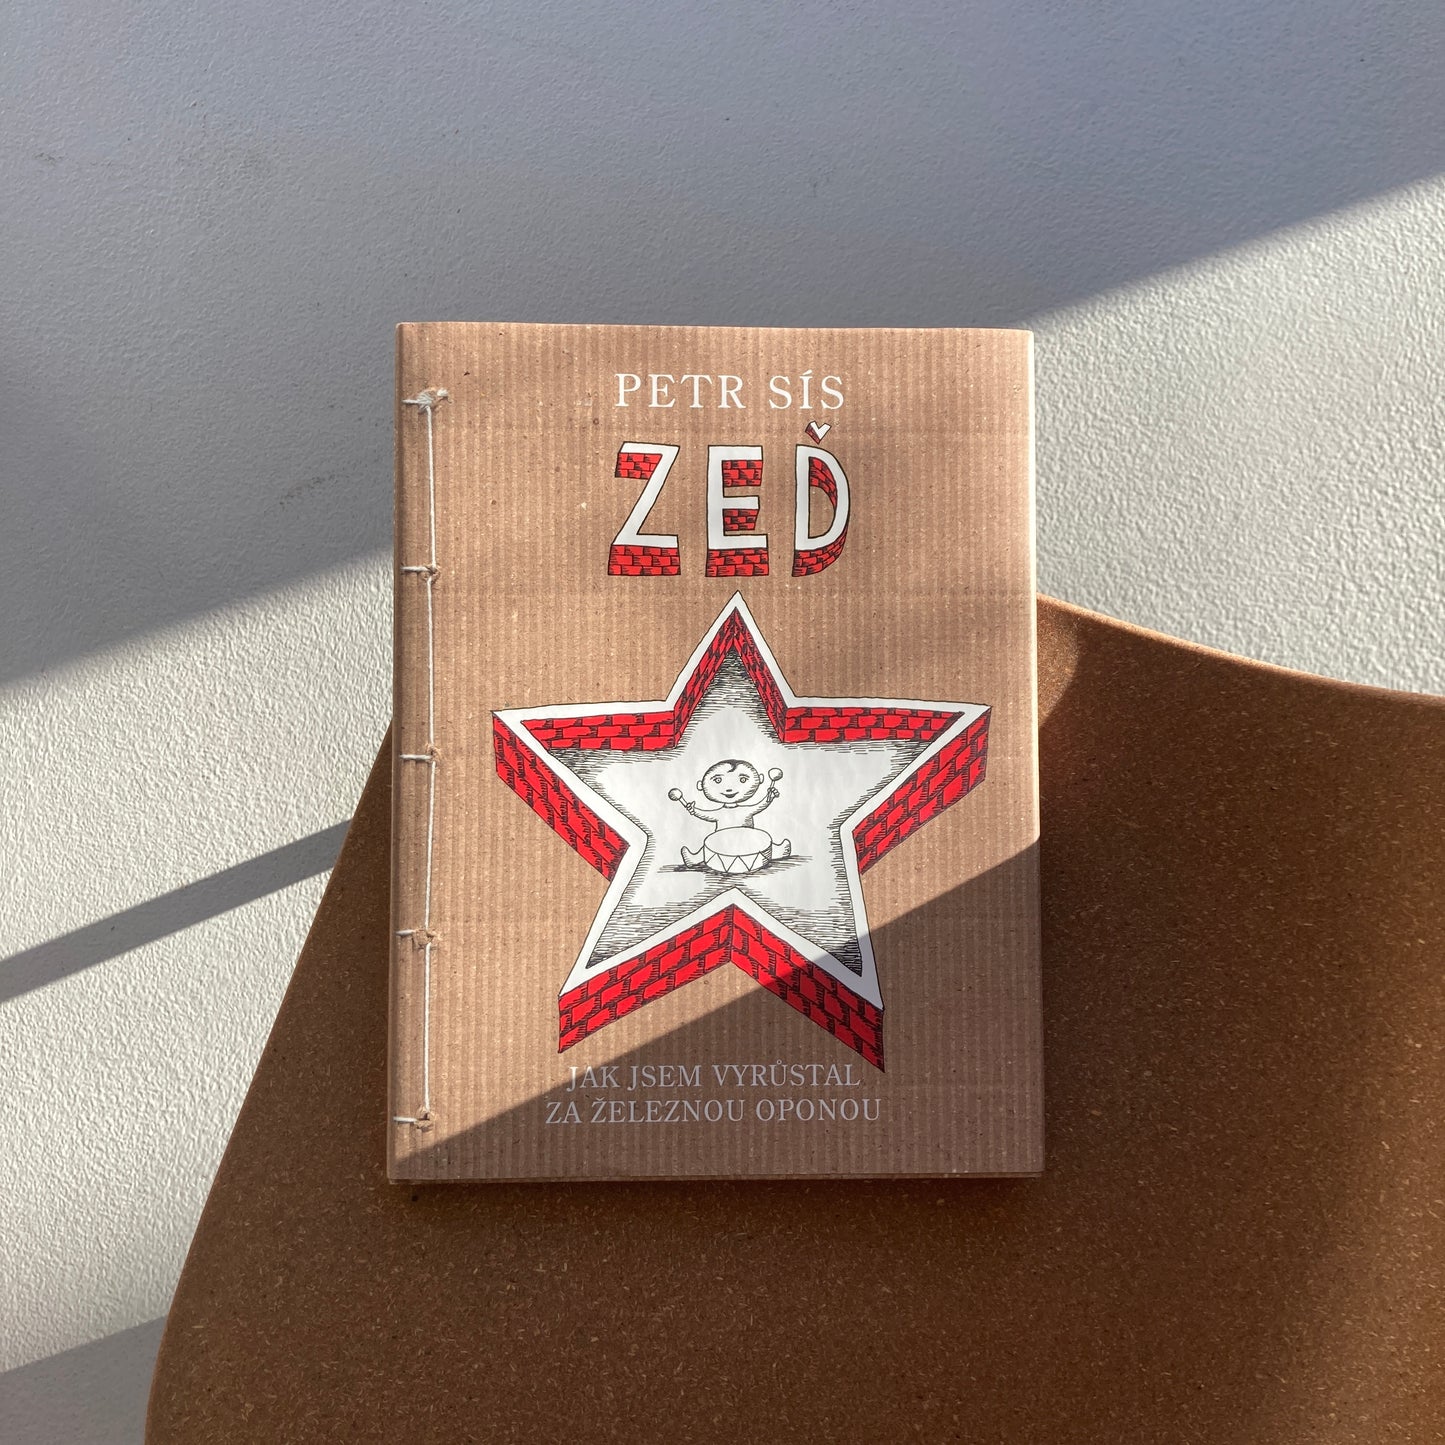 PETR SÍS
ZEĎ
JAK JSEM VYRŮSTAL
ZA ŽELEZNOU OPONOU